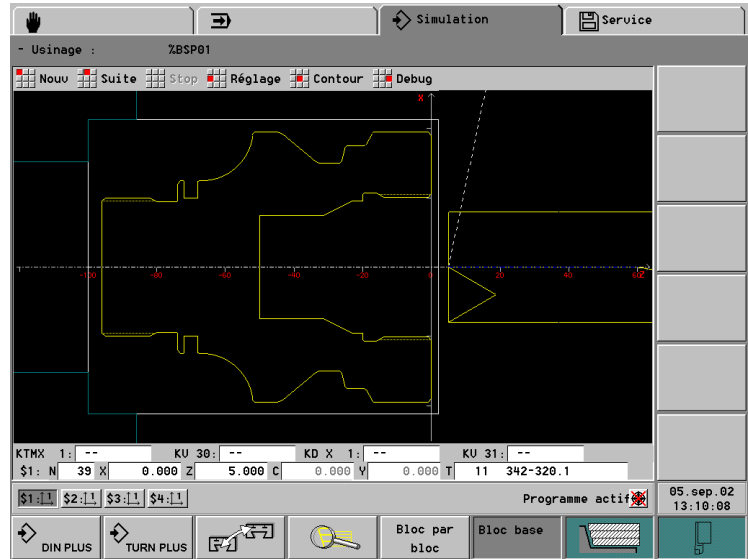 Simulation
Service
- Usinage : %BSP01
Nouv Suite Stop Réglage Contour Debug
X
-100 -80 -60 -40 -20 0 20 40 60Z
KTMX 1: -- KV 30: -- KD X 1: -- KV 31: --
$1: N 39 X 0.000 Z 5.000 C 0.000 Y 0.000 T 11 342-320.1
$1: $2: $3: $4: Programme actif
05.sep.02
13:10:08
DIN PLUS
TURN PLUS
Bloc par
bloc
Bloc base